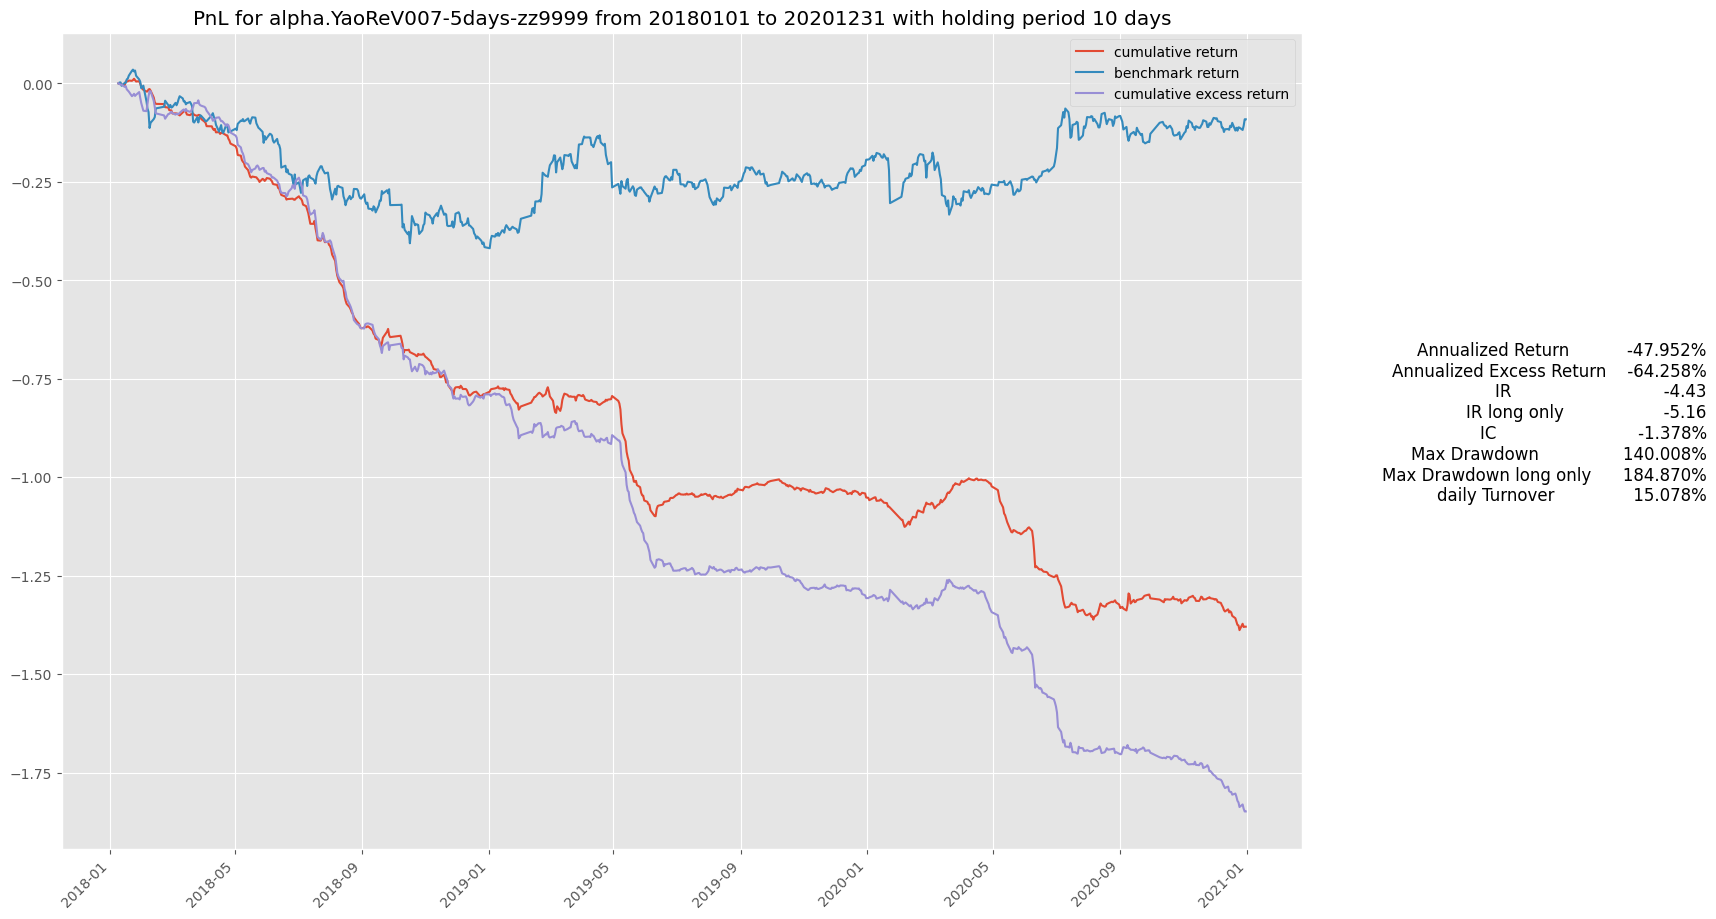 PnL for alpha.YaoReV007-5days-zz9999 from 20180101 to 20201231 with holding period 10 days
cumulative return
benchmark return
cumulative excess return
0.00
−0.25
−0.50
−0.75
−1.00
−1.25
−1.50
−1.75
2018-01
2018-05
2018-09
2019-01
2019-05
2019-09
2020-01
2020-05
2020-09
2021-01
Annualized Return -47.952%
Annualized Excess Return -64.258%
IR -4.43
IR long only -5.16
IC -1.378%
Max Drawdown 140.008%
Max Drawdown long only 184.870%
daily Turnover 15.078%